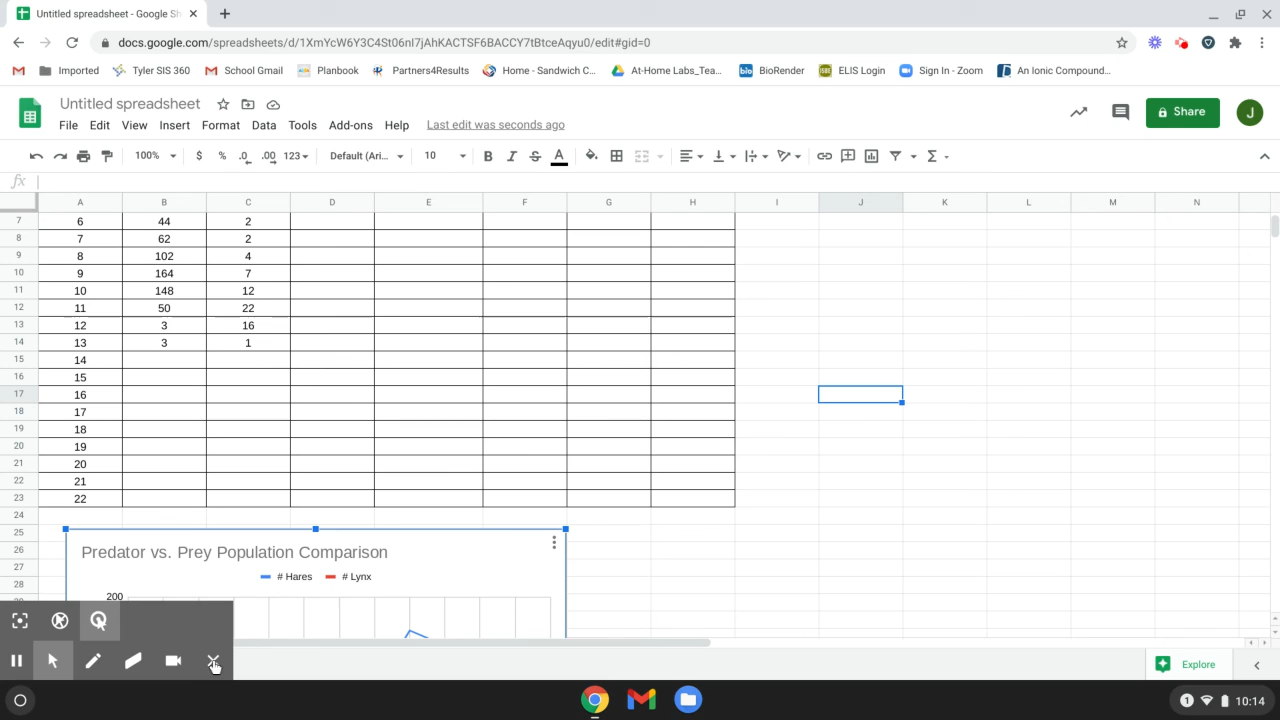 Untitled spreadsheet - Google Sh
docs.google.com/spreadsheets/d/1XmYcW6Y3C4St06nI7jAhKACTSF6BACCY7tBtceAqyu0/edit#gid=0
Imported Tyler SIS 360 School Gmail Planbook Partners4Results Home - Sandwich C... At-Home Labs_Tea... BioRender ELIS Login Sign In - Zoom An Ionic Compound...
Untitled spreadsheet
Share J
File Edit View Insert Format Data Tools Add-ons Help Last edit was seconds ago
100% $ % .0 .00 123 Default (Ari... 10 B I S A Σ
fx
A B C D E F G H I J K L M N
7 6 44 2
8 7 62 2
9 8 102 4
10 9 164 7
11 10 148 12
12 11 50 22
13 12 3 16
14 13 3 1
15 14
16 15
17 16
18 17
19 18
20 19
21 20
22 21
23 22
24
25
26 Predator vs. Prey Population Comparison
27
28 # Hares # Lynx
200
Explore
1 10:14